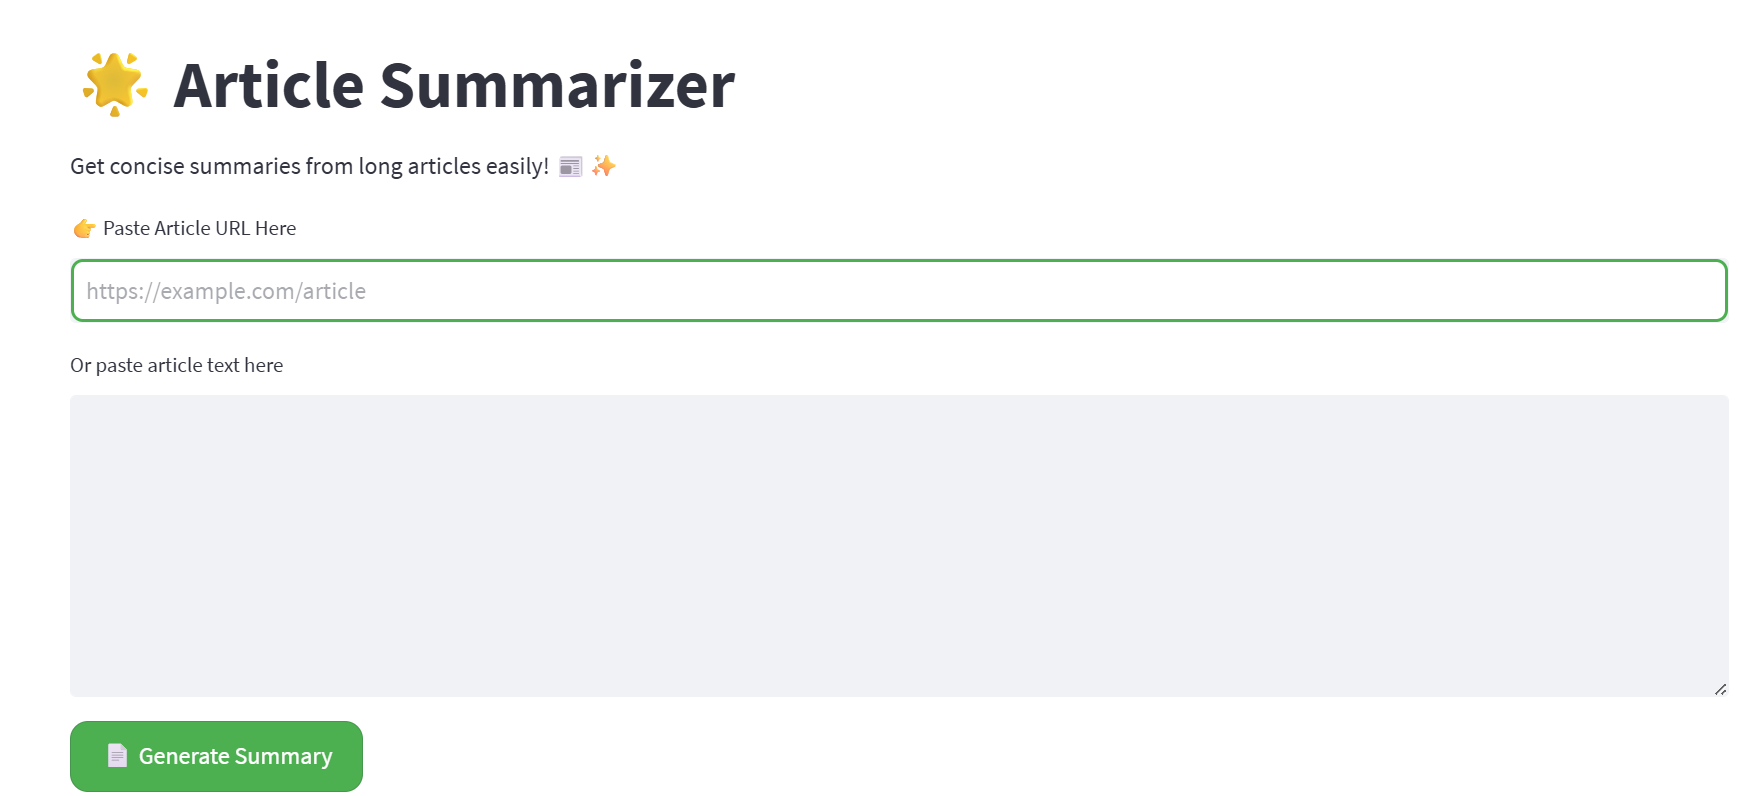 🌟 Article Summarizer
Get concise summaries from long articles easily! 📰 ✨
👉 Paste Article URL Here
https://example.com/article
Or paste article text here
📄 Generate Summary